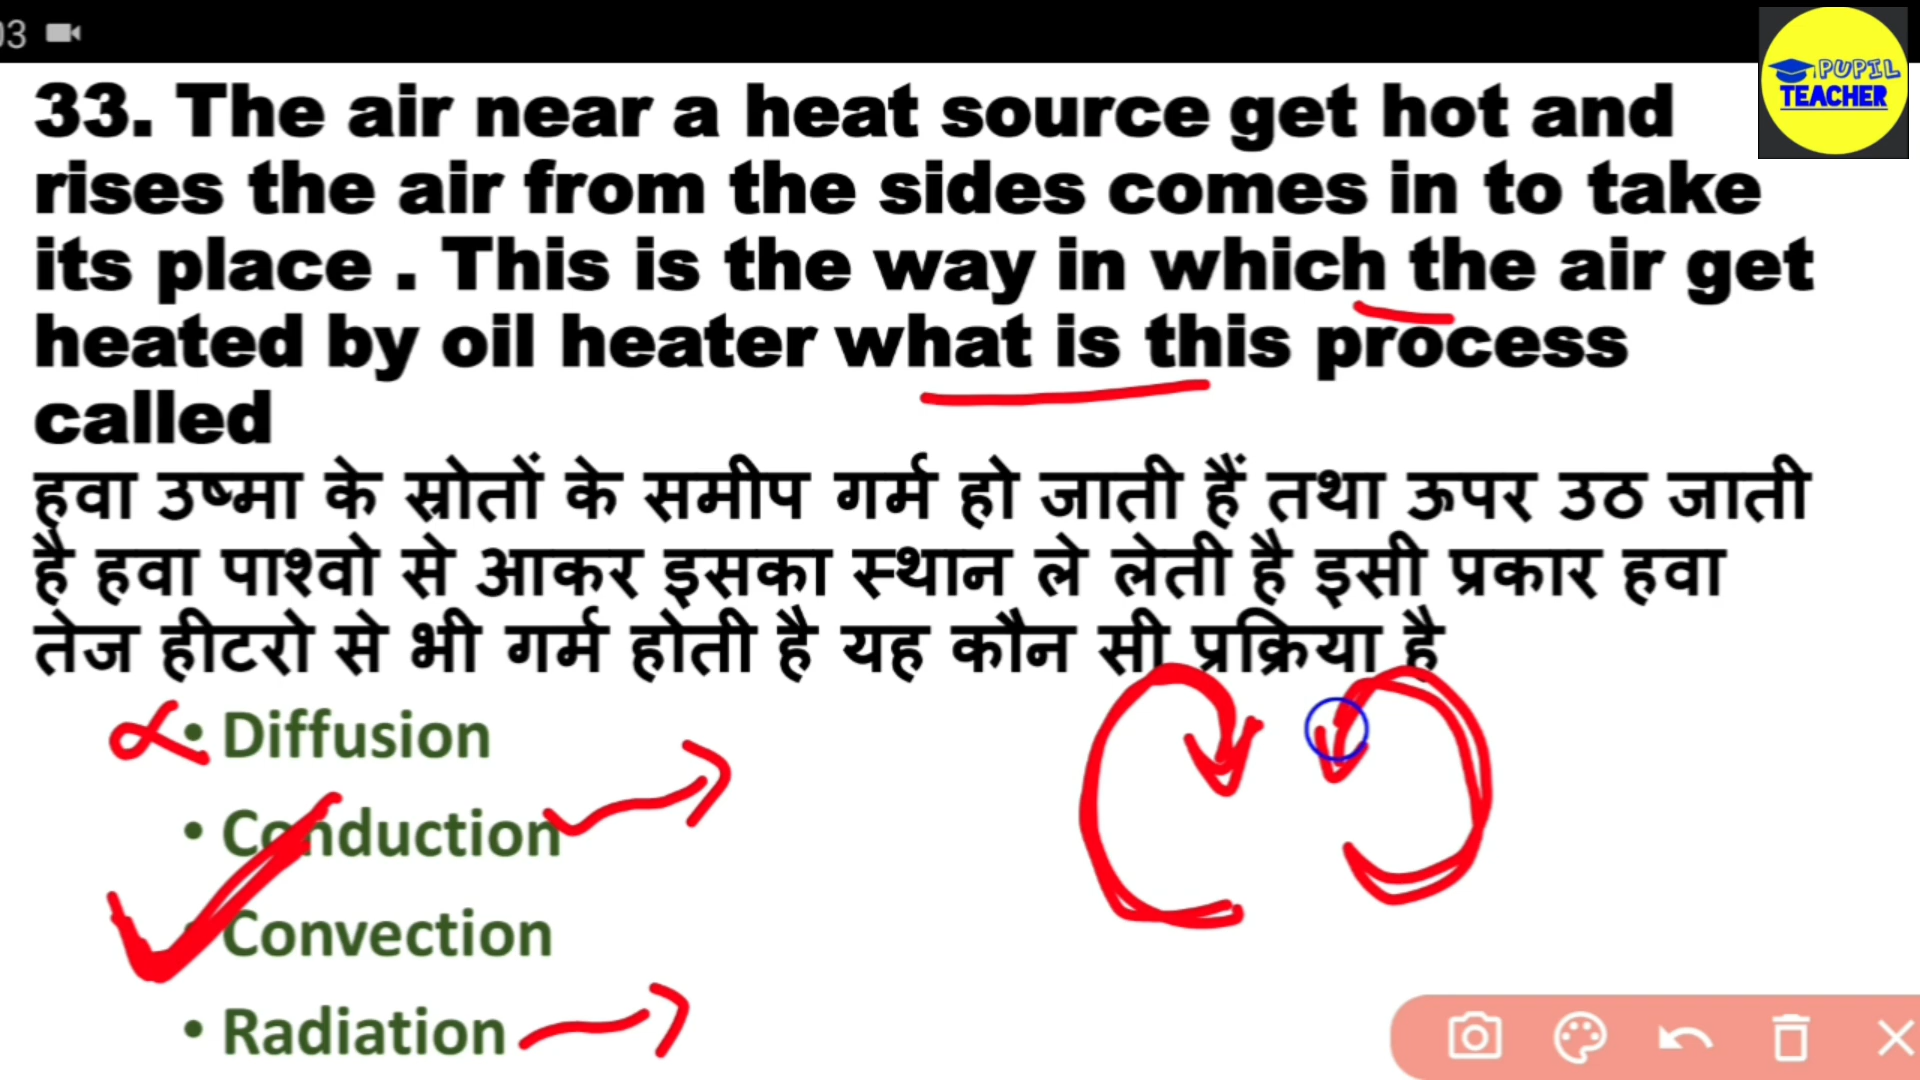 03
PUPIL
TEACHER
33. The air near a heat source get hot and
rises the air from the sides comes in to take
its place . This is the way in which the air get
heated by oil heater what is this process
called
हवा उष्मा के स्रोतों के समीप गर्म हो जाती हैं तथा ऊपर उठ जाती
है हवा पाश्वो से आकर इसका स्थान ले लेती है इसी प्रकार हवा
तेज हीटरो से भी गर्म होती है यह कौन सी प्रक्रिया है
• Diffusion
• Conduction
• Convection
• Radiation